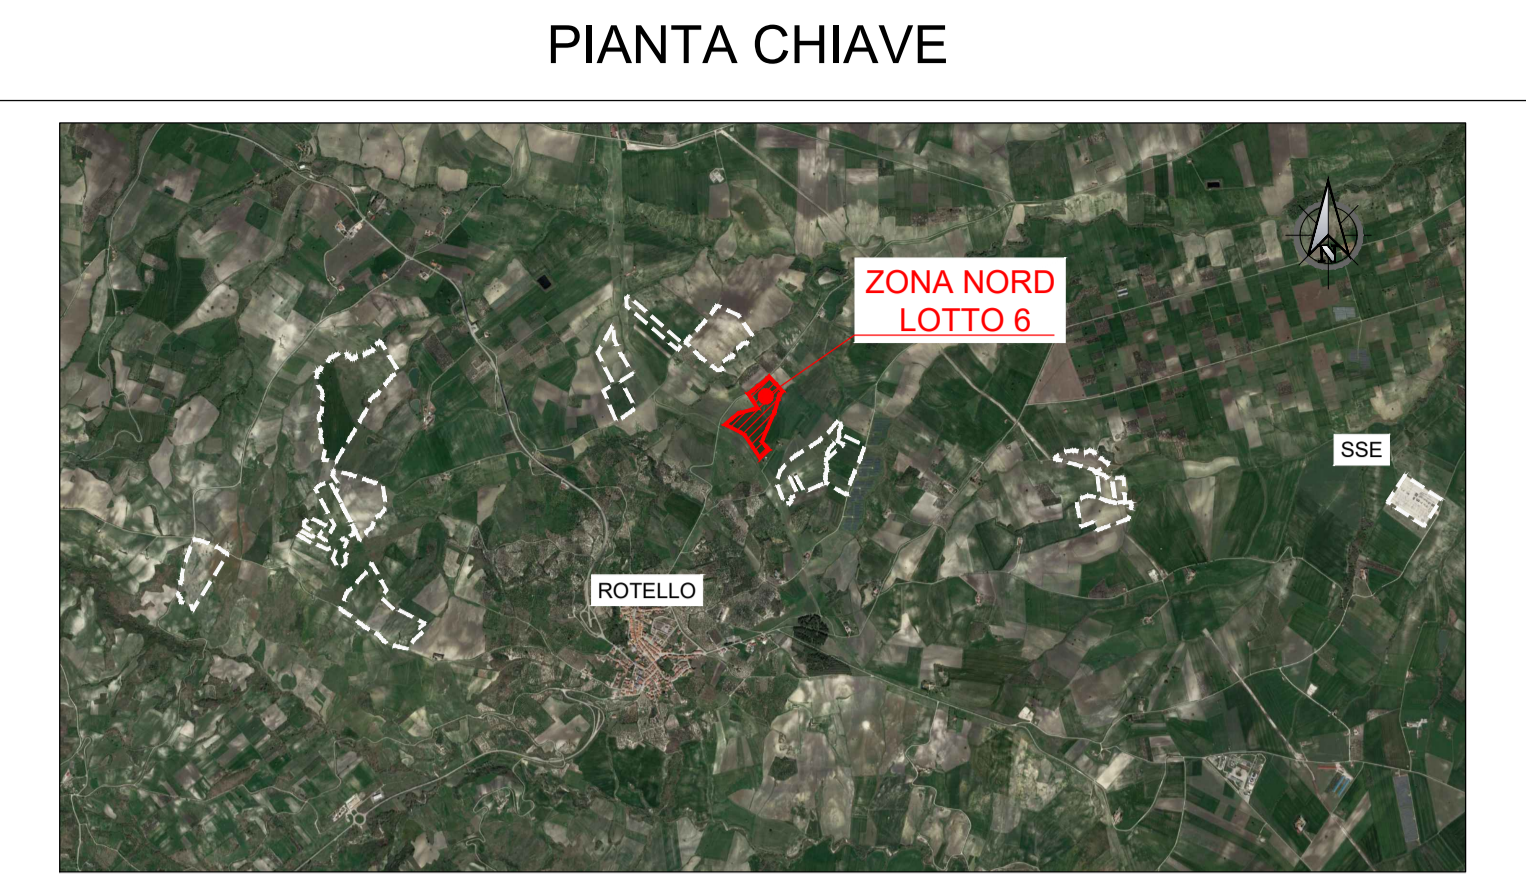 PIANTA CHIAVE
ZONA NORD
LOTTO 6
N
SSE
ROTELLO